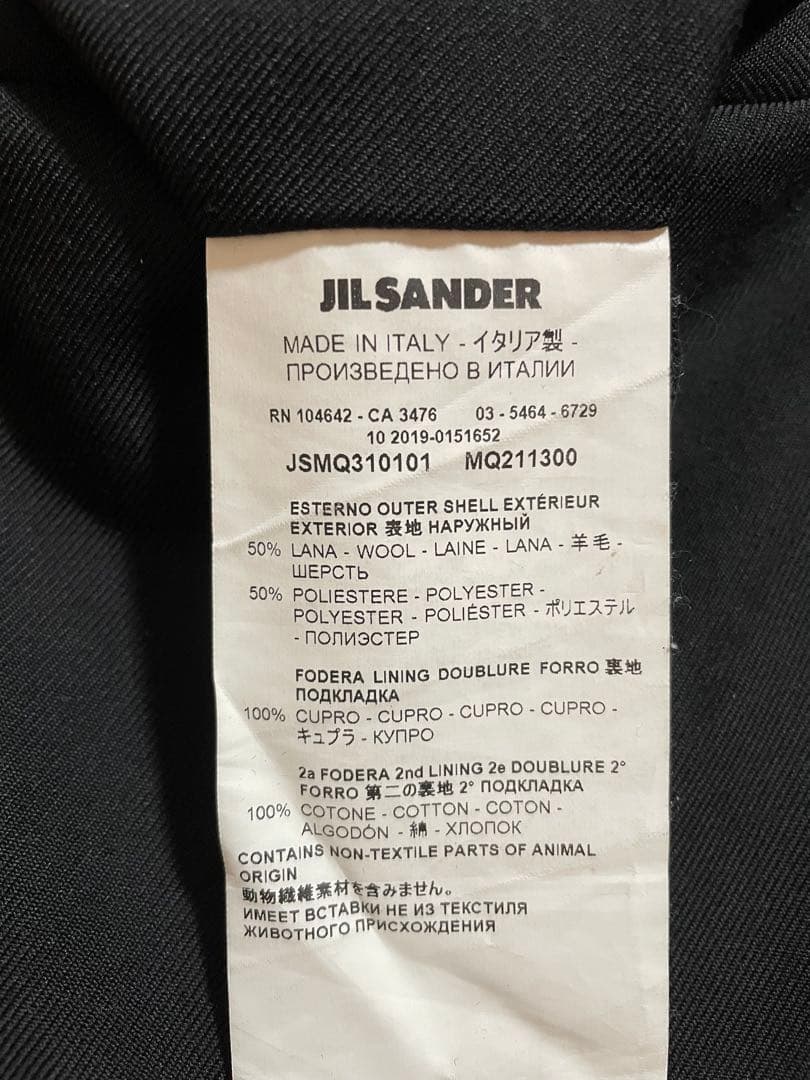 JIL SANDER
MADE IN ITALY - イタリア製 -
ПРОИЗВЕДЕНО В ИТАЛИИ
RN 104642 - CA 3476 03 - 5464 - 6729
10 2019-0151652
JSMQ310101 MQ211300
ESTERNO OUTER SHELL EXTÉRIEUR
EXTERIOR 表地 НАРУЖНЫЙ
50% LANA - WOOL - LAINE - LANA - 羊毛 -
ШЕРСТЬ
50% POLIESTERE - POLYESTER -
POLYESTER - POLIÉSTER - ポリエステル
- ПОЛИЭСТЕР
FODERA LINING DOUBLURE FORRO 裏地
ПОДКЛАДКА
100% CUPRO - CUPRO - CUPRO - CUPRO -
キュプラ - КУПРО
2a FODERA 2nd LINING 2e DOUBLURE 2°
FORRO 第二の裏地 2° ПОДКЛАДКА
100% COTONE - COTTON - COTON -
ALGODÓN - 綿 - ХЛОПОК
CONTAINS NON-TEXTILE PARTS OF ANIMAL
ORIGIN
動物繊維素材を含みません。
ИМЕЕТ ВСТАВКИ НЕ ИЗ ТЕКСТИЛЯ
ЖИВОТНОГО ПРИСХОЖДЕНИЯ